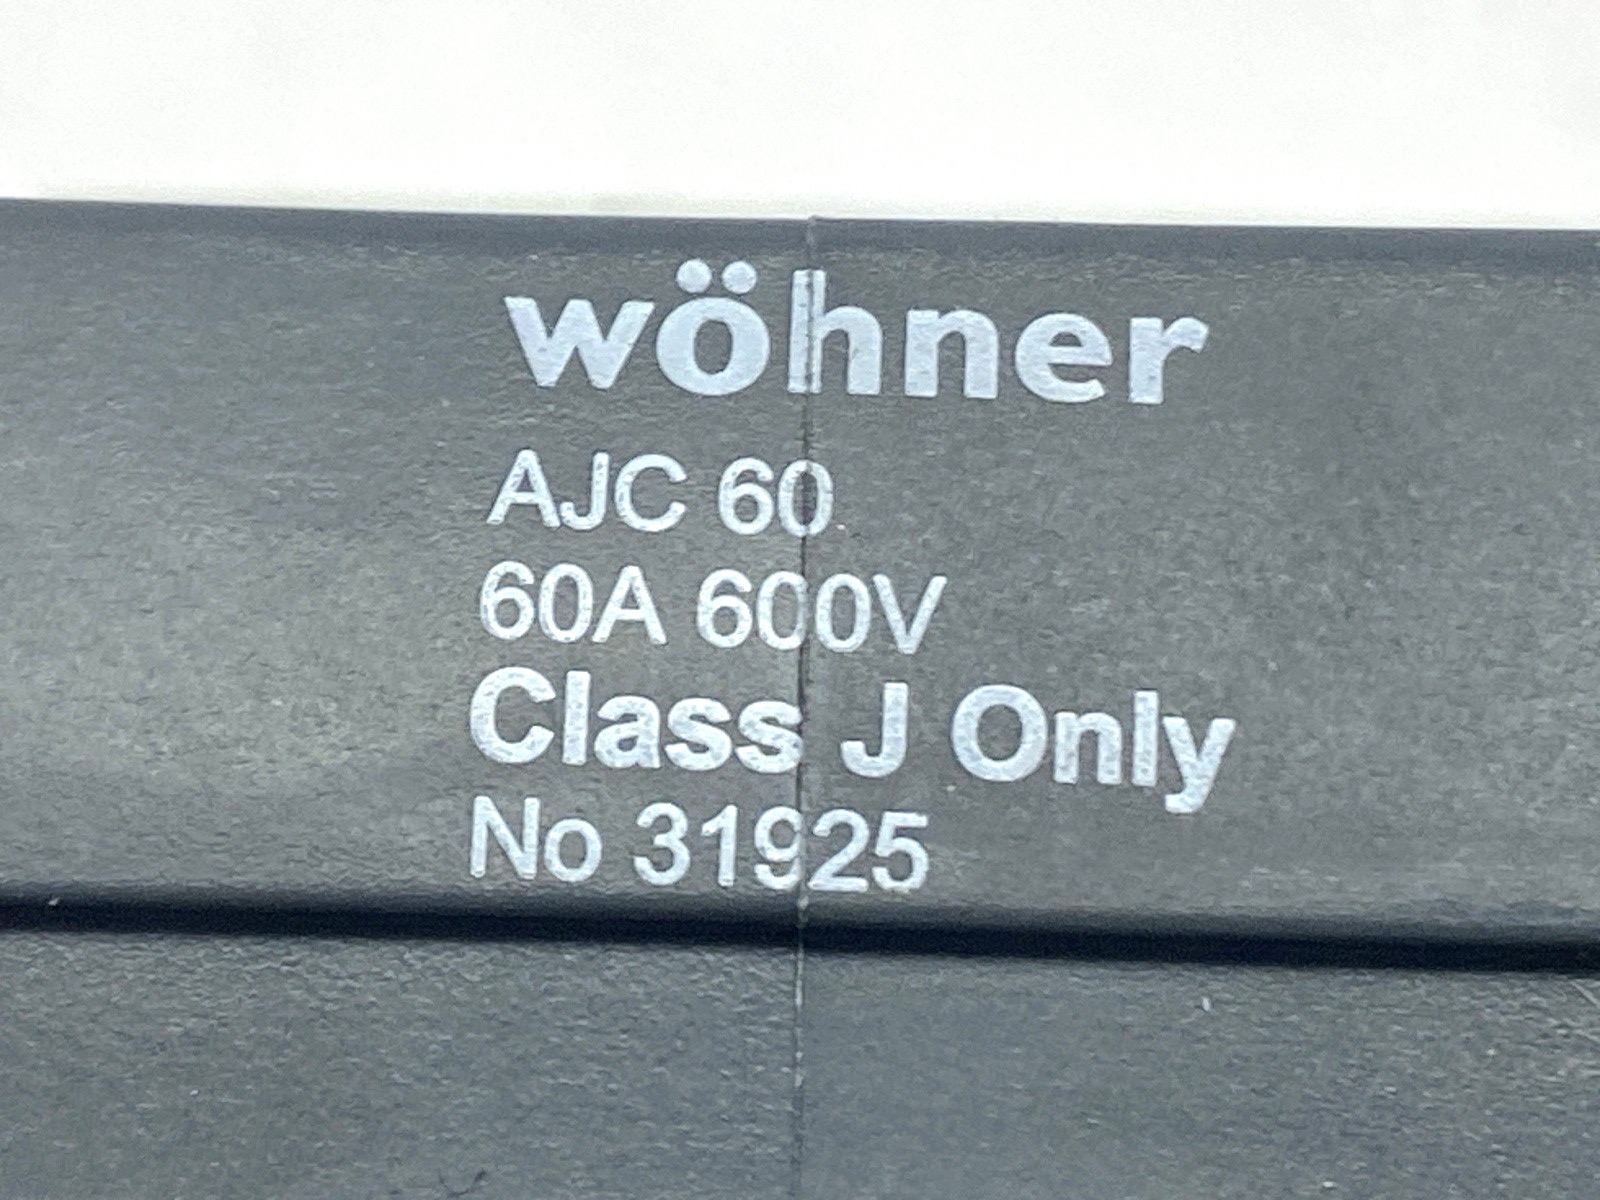 wöhner
AJC 60
60A 600V
Class J Only
No 31925